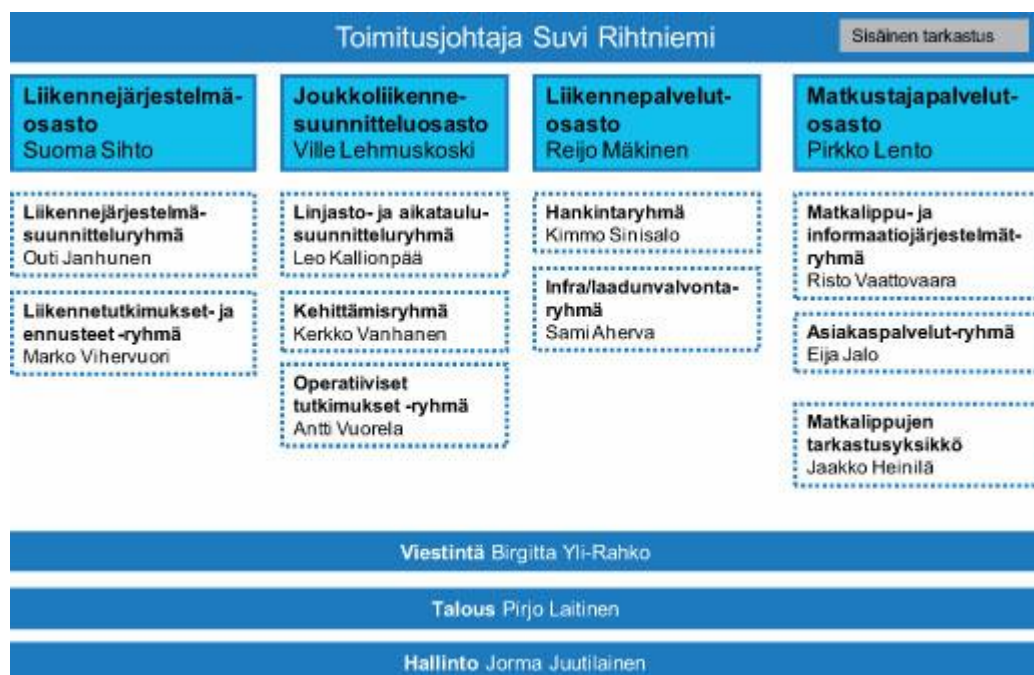 Toimitusjohtaja Suvi Rihtniemi
Sisäinen tarkastus
Liikennejärjestelmä-
osasto
Suoma Sihto
Liikennejärjestelmä-
suunnitteluryhmä
Outi Janhunen
Liikennetutkimukset- ja
ennusteet -ryhmä
Marko Vihervuori
Joukkoliikenne-
suunnitteluosasto
Ville Lehmuskoski
Linjasto- ja aikataulu-
suunnitteluryhmä
Leo Kallionpää
Kehittämisryhmä
Kerkko Vanhanen
Operatiiviset
tutkimukset -ryhmä
Antti Vuorela
Liikennepalvelut-
osasto
Reijo Mäkinen
Hankintaryhmä
Kimmo Sinisalo
Infra/laadunvalvonta-
ryhmä
Sami Aherva
Matkustajapalvelut-
osasto
Pirkko Lento
Matkalippu- ja
informaatiojärjestelmät-
ryhmä
Risto Vaattovaara
Asiakaspalvelut-ryhmä
Eija Jalo
Matkalippujen
tarkastusyksikkö
Jaakko Heinilä
Viestintä Birgitta Yli-Rahko
Talous Pirjo Laitinen
Hallinto Jorma Juutilainen